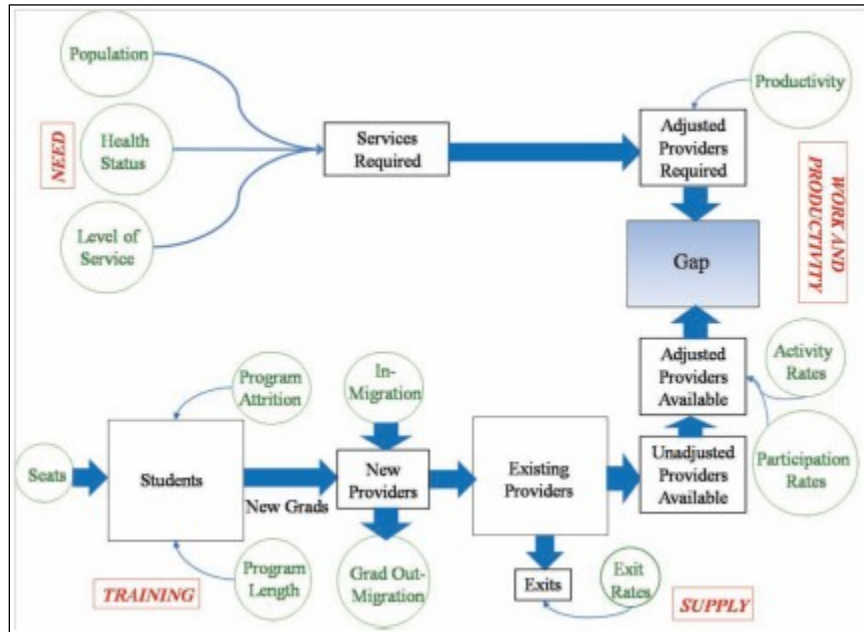 Population
Health
Status
Level of
Service
NEED
Services
Required
Adjusted
Providers
Required
Productivity
WORK AND
PRODUCTIVITY
Gap
Adjusted
Providers
Available
Activity
Rates
Unadjusted
Providers
Available
Participation
Rates
Program
Attrition
In-
Migration
Seats
Students
New Grads
New
Providers
Existing
Providers
Program
Length
TRAINING
Grad Out-
Migration
Exits
Exit
Rates
SUPPLY